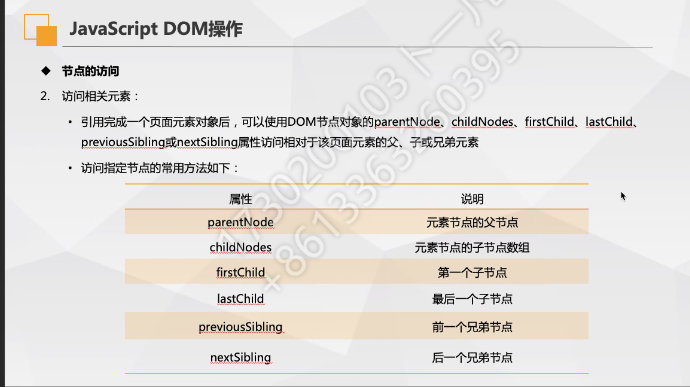 JavaScript DOM操作
◆ 节点的访问
2. 访问相关元素：
• 引用完成一个页面元素对象后，可以使用DOM节点对象的parentNode、childNodes、firstChild、lastChild、
previousSibling或nextSibling属性访问相对于该页面元素的父、子或兄弟元素
• 访问指定节点的常用方法如下：
属性 说明
parentNode 元素节点的父节点
childNodes 元素节点的子节点数组
firstChild 第一个子节点
lastChild 最后一个子节点
previousSibling 前一个兄弟节点
nextSibling 后一个兄弟节点